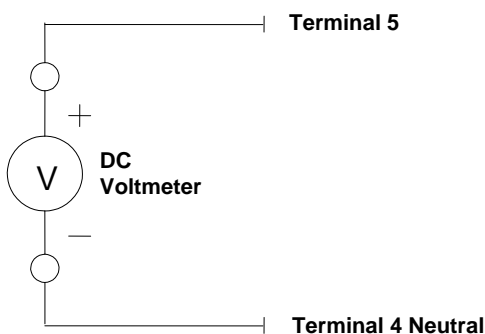 Terminal 5
+
V
DC
Voltmeter
—
Terminal 4 Neutral